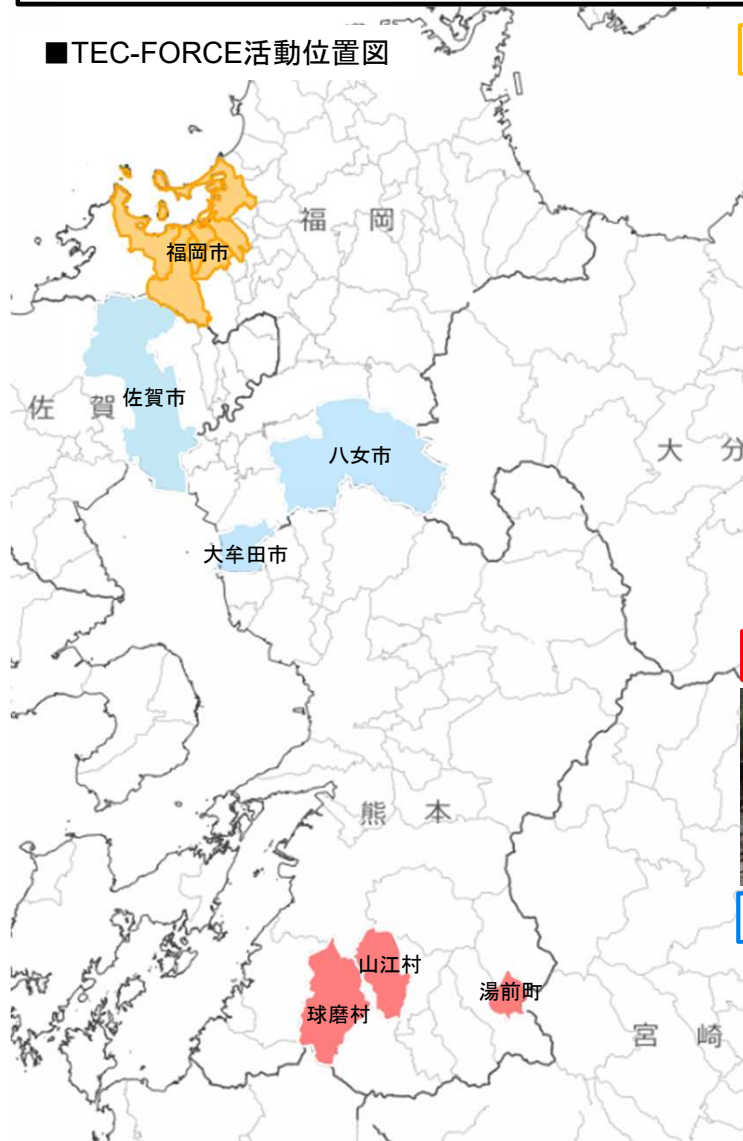 ■TEC-FORCE活動位置図
福岡
福岡市
佐賀市
佐賀
八女市
大分
大牟田市
熊本
山江村
湯前町
球磨村
宮崎